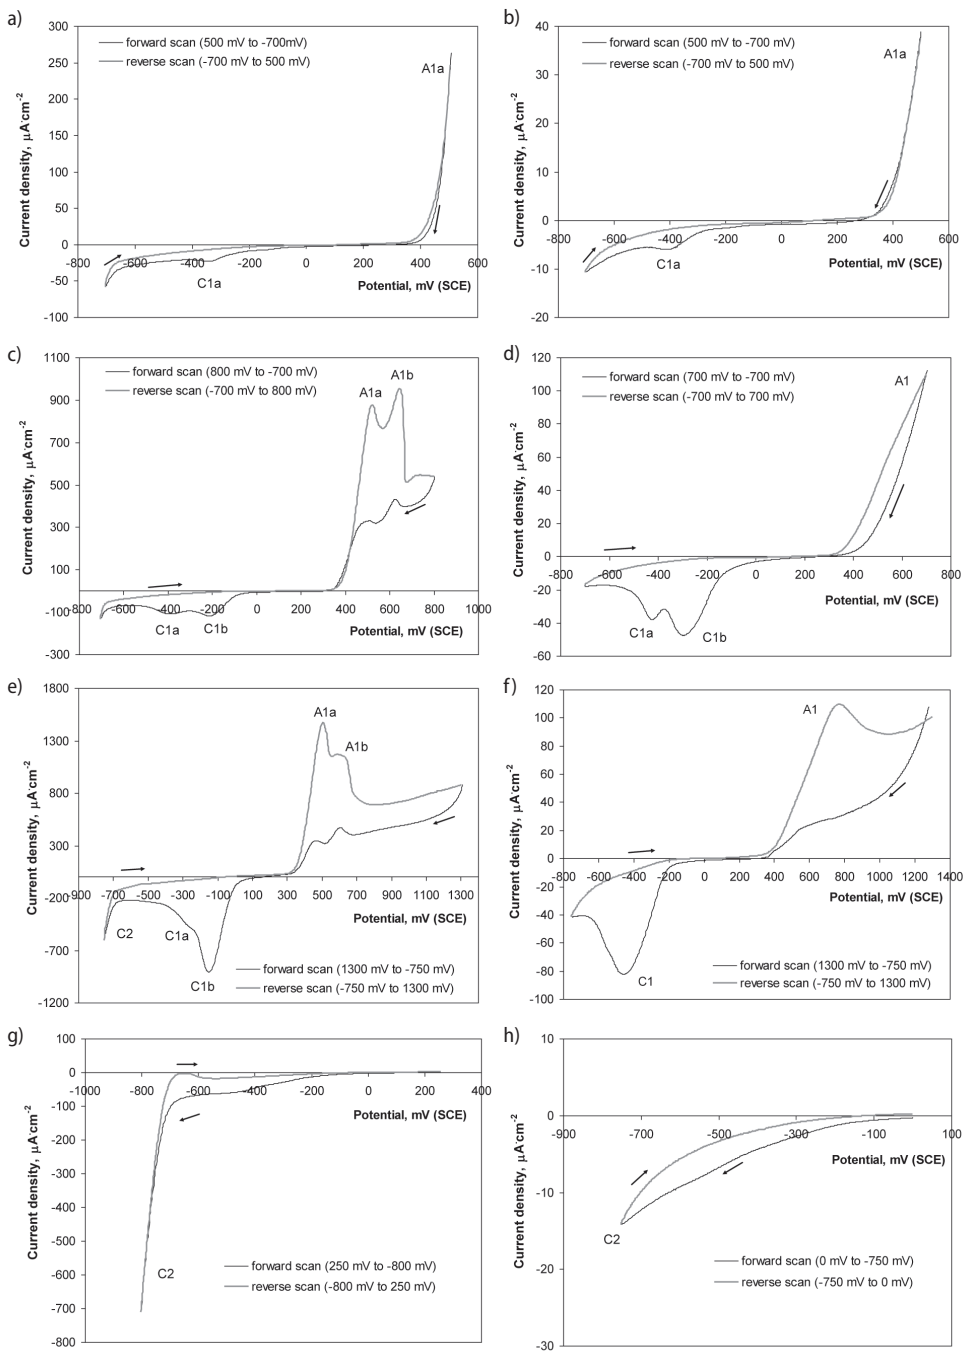 a)
300
250
200
150
100
50
0
-50
-100
-800
-600
-400
-200
0
200
400
600
forward scan (500 mV to -700mV)
reverse scan (-700 mV to 500 mV)
A1a
C1a
Current density, µA·cm-2
Potential, mV (SCE)
b)
40
30
20
10
0
-10
-20
-800
-600
-400
-200
0
200
400
600
forward scan (500 mV to -700 mV)
reverse scan (-700 mV to 500 mV)
A1a
C1a
Current density, µA·cm-2
Potential, mV (SCE)
c)
1100
900
700
500
300
100
-100
-300
-800
-600
-400
-200
0
200
400
600
800
1000
forward scan (800 mV to -700 mV)
reverse scan (-700 mV to 800 mV)
A1a
A1b
C1a
C1b
Current density, µA·cm-2
Potential, mV (SCE)
d)
120
100
80
60
40
20
0
-20
-40
-60
-800
-600
-400
-200
0
200
400
600
800
forward scan (700 mV to -700 mV)
reverse scan (-700 mV to 700 mV)
A1
C1a
C1b
Current density, µA·cm-2
Potential, mV (SCE)
e)
1800
1300
800
300
-200
-700
-1200
-900
-700
-500
-300
-100
100
300
500
700
900
1100
1300
A1a
A1b
C2
C1a
C1b
forward scan (1300 mV to -750 mV)
reverse scan (-750 mV to 1300 mV)
Current density, µA·cm-2
Potential, mV (SCE)
f)
120
100
80
60
40
20
0
-20
-40
-60
-80
-100
-800
-600
-400
-200
0
200
400
600
800
1000
1200
1400
A1
C1
forward scan (1300 mV to -750 mV)
reverse scan (-750 mV to 1300 mV)
Current density, µA·cm-2
Potential, mV (SCE)
g)
100
0
-100
-200
-300
-400
-500
-600
-700
-800
-1000
-800
-600
-400
-200
0
200
400
C2
forward scan (250 mV to -800 mV)
reverse scan (-800 mV to 250 mV)
Current density, µA·cm-2
Potential, mV (SCE)
h)
10
0
-10
-20
-30
-900
-700
-500
-300
-100
100
C2
forward scan (0 mV to -750 mV)
reverse scan (-750 mV to 0 mV)
Current density, µA·cm-2
Potential, mV (SCE)